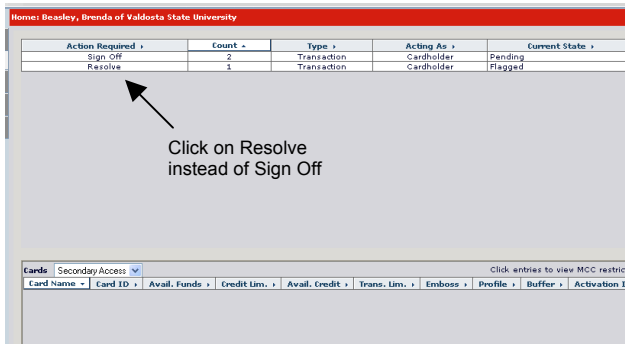 Home: Beasley, Brenda of Valdosta State University
Action Required Count Type Acting As Current State
Sign Off 2 Transaction Cardholder Pending
Resolve 1 Transaction Cardholder Flagged
Click on Resolve
instead of Sign Off
Cards Secondary Access Click entries to view MCC restric
Card Name Card ID Avail. Funds Credit Lim. Avail. Credit Trans. Lim. Emboss Profile Buffer Activation I